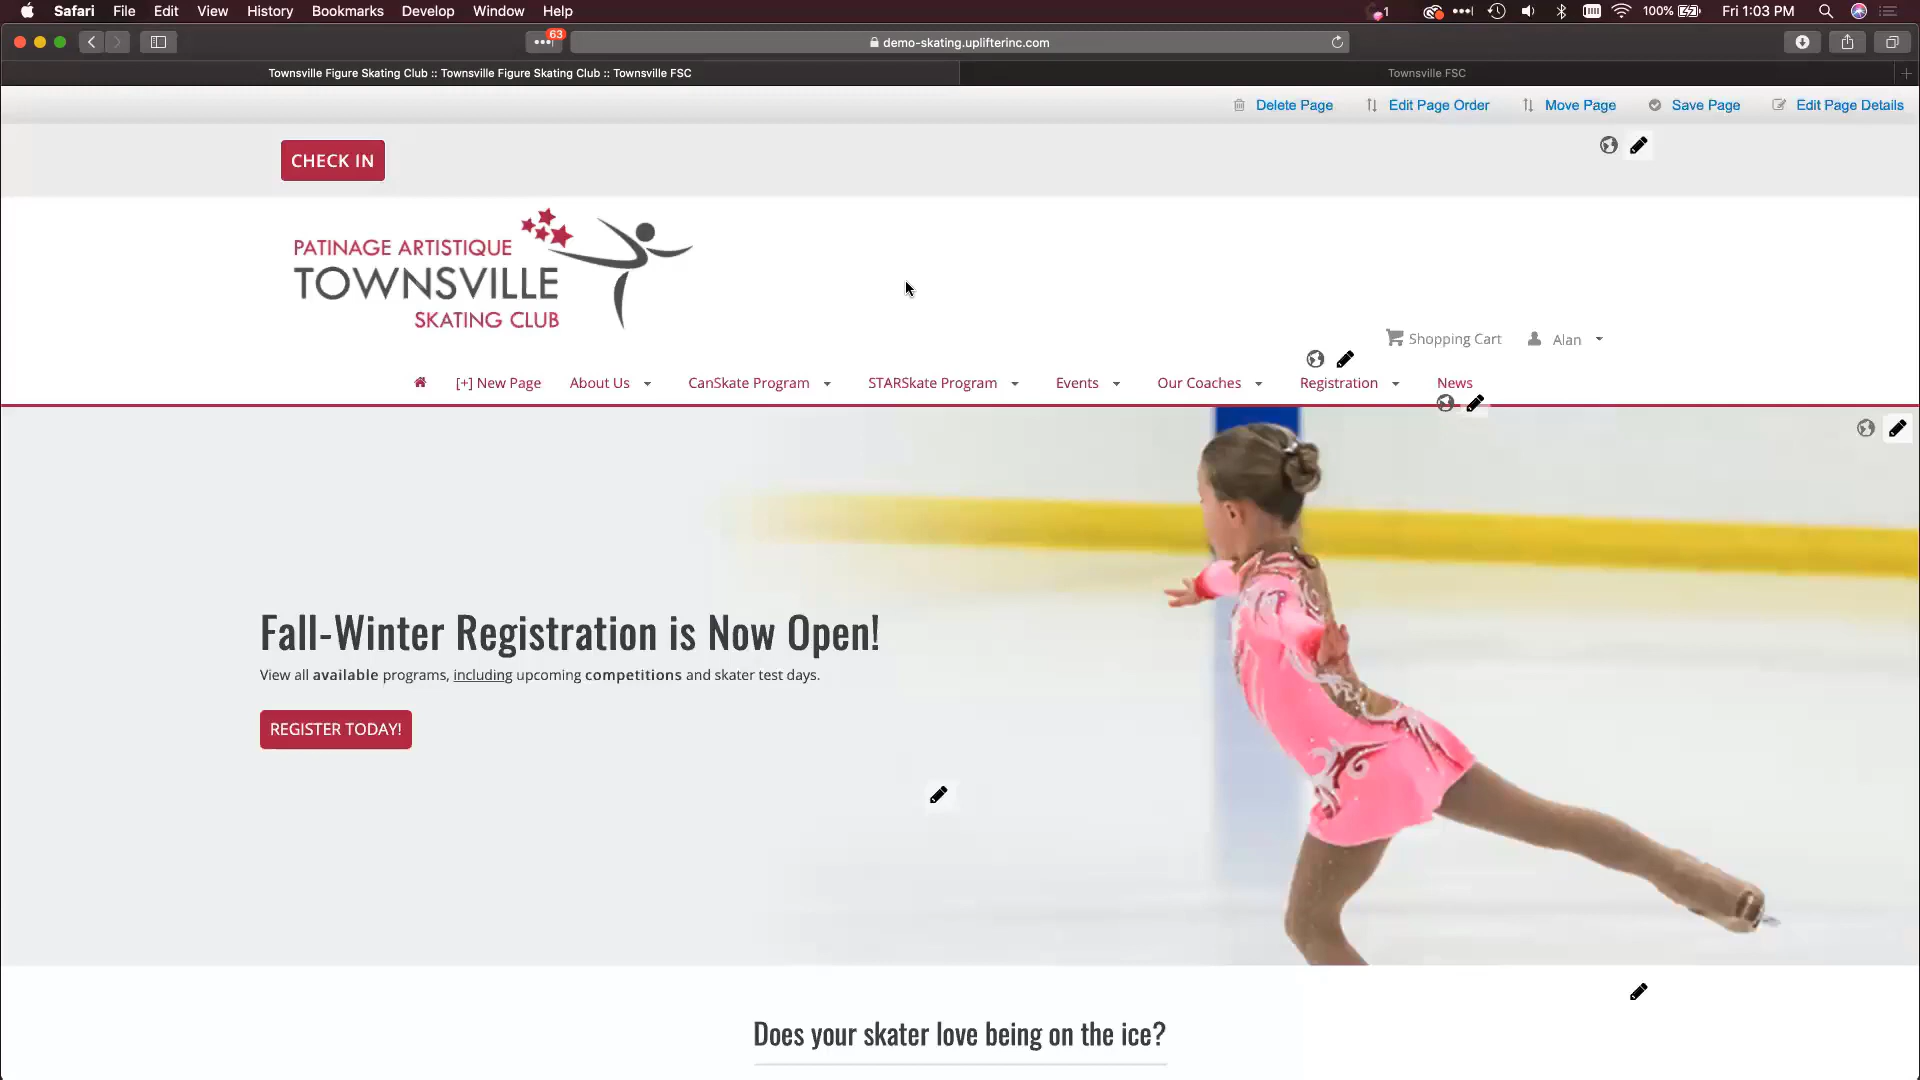 Safari File Edit View History Bookmarks Develop Window Help 1 100% Fri 1:03 PM
63 demo-skating.uplifterinc.com
Townsville Figure Skating Club :: Townsville Figure Skating Club :: Townsville FSC Townsville FSC
Delete Page Edit Page Order Move Page Save Page Edit Page Details
CHECK IN
PATINAGE ARTISTIQUE
TOWNSVILLE
SKATING CLUB
Shopping Cart Alan
[+] New Page About Us CanSkate Program STARSkate Program Events Our Coaches Registration News
Fall-Winter Registration is Now Open!
View all available programs, including upcoming competitions and skater test days.
REGISTER TODAY!
Does your skater love being on the ice?